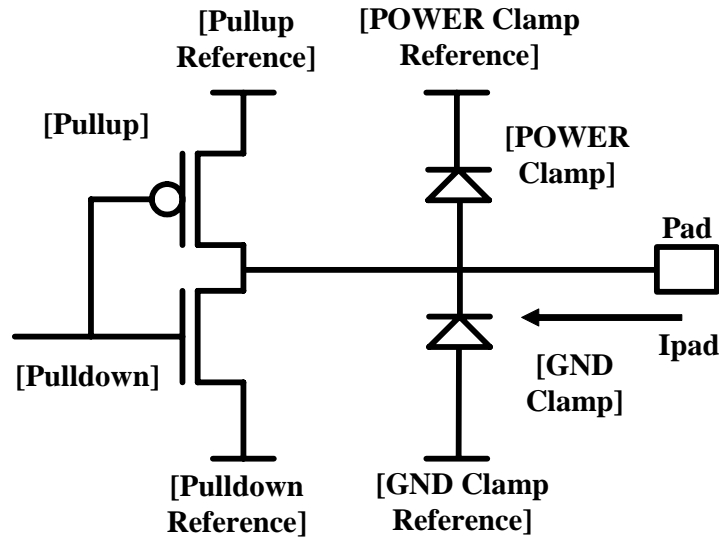 [Pullup
Reference]
[POWER Clamp
Reference]
[Pullup]
[POWER
Clamp]
Pad
[Pulldown]
Ipad
[GND
Clamp]
[Pulldown
Reference]
[GND Clamp
Reference]